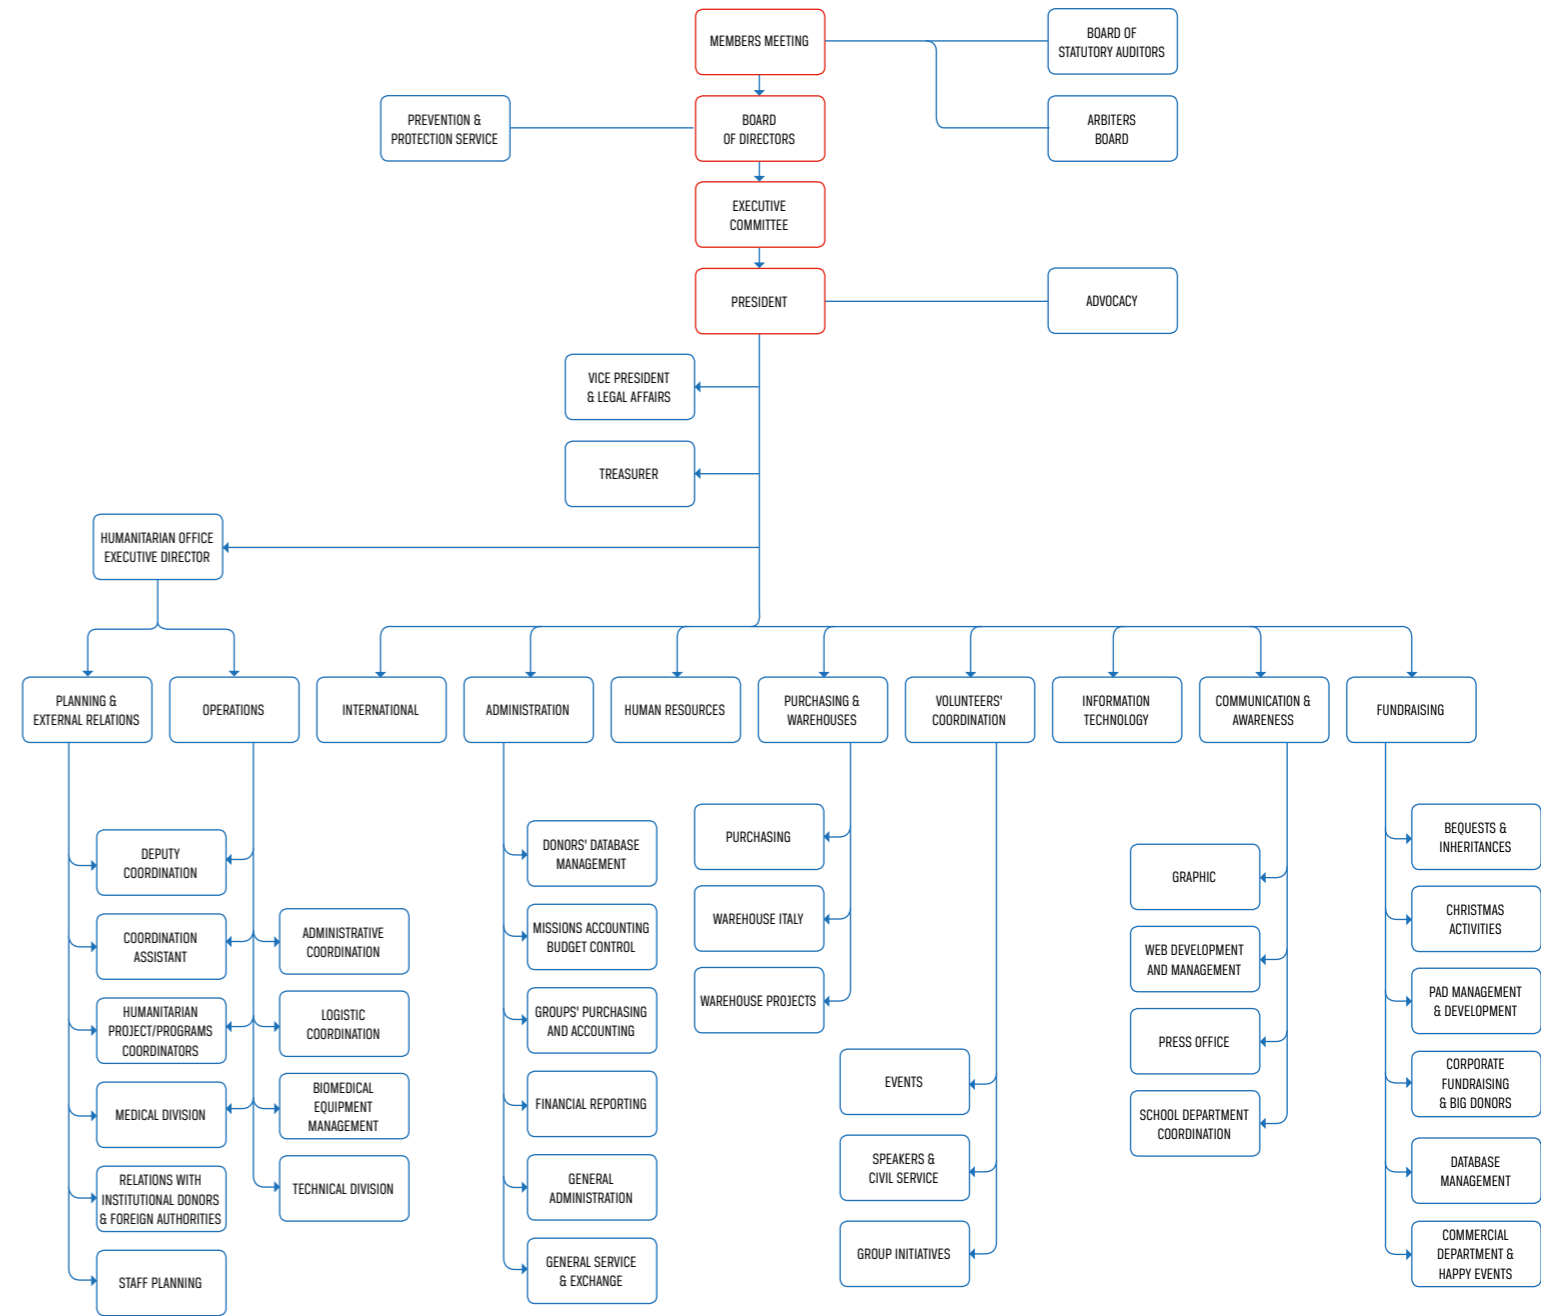 MEMBERS MEETING
BOARD OF
STATUTORY AUDITORS
PREVENTION &
PROTECTION SERVICE
BOARD
OF DIRECTORS
ARBITERS
BOARD
EXECUTIVE
COMMITTEE
PRESIDENT
ADVOCACY
VICE PRESIDENT
& LEGAL AFFAIRS
TREASURER
HUMANITARIAN OFFICE
EXECUTIVE DIRECTOR
PLANNING &
EXTERNAL RELATIONS
OPERATIONS
INTERNATIONAL
ADMINISTRATION
HUMAN RESOURCES
PURCHASING &
WAREHOUSES
VOLUNTEERS'
COORDINATION
INFORMATION
TECHNOLOGY
COMMUNICATION &
AWARENESS
FUNDRAISING
DEPUTY
COORDINATION
COORDINATION
ASSISTANT
HUMANITARIAN
PROJECT/PROGRAMS
COORDINATORS
MEDICAL DIVISION
RELATIONS WITH
INSTITUTIONAL DONORS
& FOREIGN AUTHORITIES
STAFF PLANNING
ADMINISTRATIVE
COORDINATION
LOGISTIC
COORDINATION
BIOMEDICAL
EQUIPMENT
MANAGEMENT
TECHNICAL DIVISION
DONORS' DATABASE
MANAGEMENT
MISSIONS ACCOUNTING
BUDGET CONTROL
GROUPS' PURCHASING
AND ACCOUNTING
FINANCIAL REPORTING
GENERAL
ADMINISTRATION
GENERAL SERVICE
& EXCHANGE
PURCHASING
WAREHOUSE ITALY
WAREHOUSE PROJECTS
EVENTS
SPEAKERS &
CIVIL SERVICE
GROUP INITIATIVES
GRAPHIC
WEB DEVELOPMENT
AND MANAGEMENT
PRESS OFFICE
SCHOOL DEPARTMENT
COORDINATION
BEQUESTS &
INHERITANCES
CHRISTMAS
ACTIVITIES
PAD MANAGEMENT
& DEVELOPMENT
CORPORATE
FUNDRAISING
& BIG DONORS
DATABASE
MANAGEMENT
COMMERCIAL
DEPARTMENT &
HAPPY EVENTS